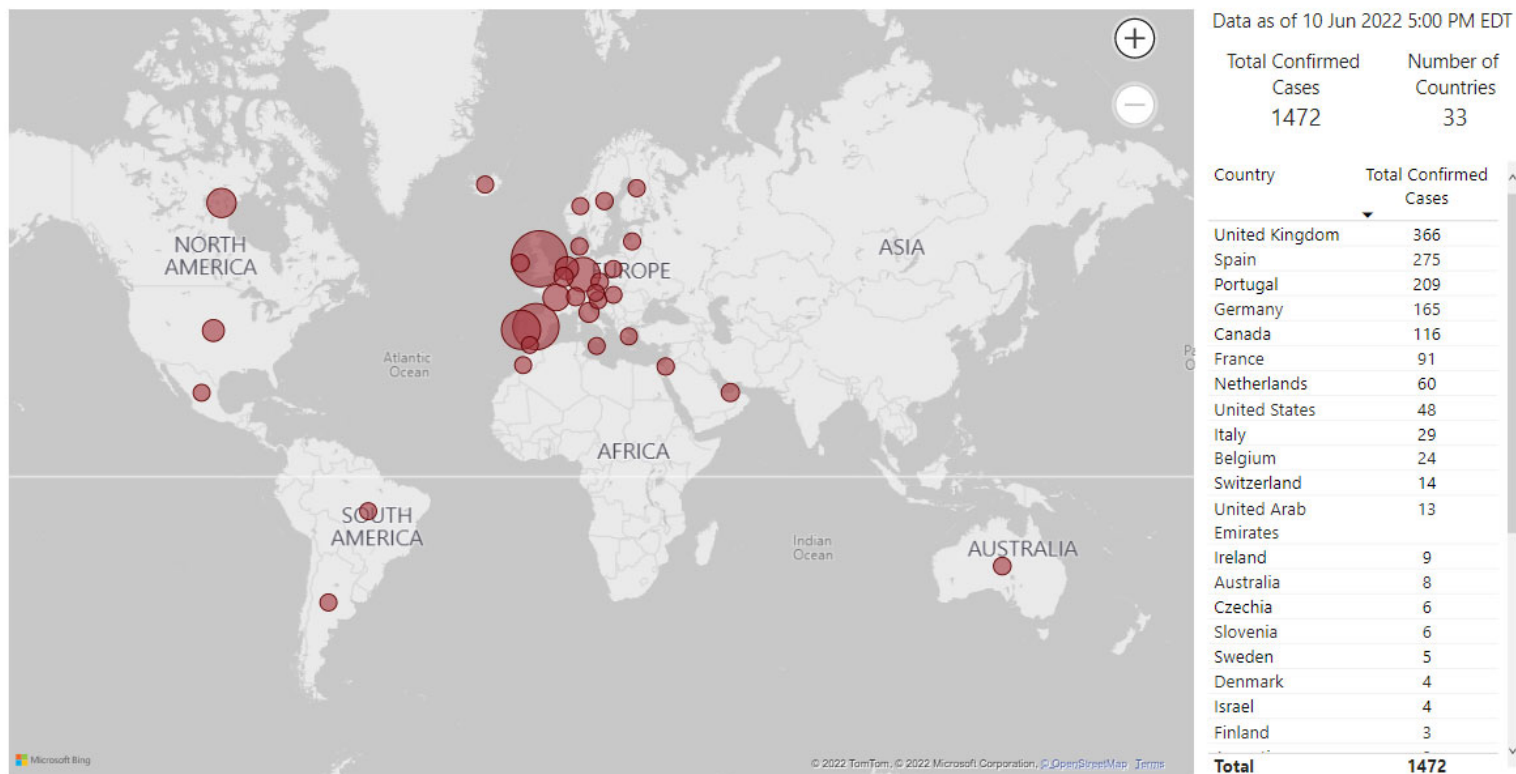 Data as of 10 Jun 2022 5:00 PM EDT
Total Confirmed Cases
1472
Number of Countries
33
Country Total Confirmed Cases
United Kingdom 366
Spain 275
Portugal 209
Germany 165
Canada 116
France 91
Netherlands 60
United States 48
Italy 29
Belgium 24
Switzerland 14
United Arab Emirates 13
Ireland 9
Australia 8
Czechia 6
Slovenia 6
Sweden 5
Denmark 4
Israel 4
Finland 3
Total 1472
NORTH
AMERICA
EUROPE
ASIA
Atlantic
Ocean
AFRICA
SOUTH
AMERICA
Indian
Ocean
AUSTRALIA
Microsoft Bing
© 2022 TomTom, © 2022 Microsoft Corporation, © OpenStreetMap Terms